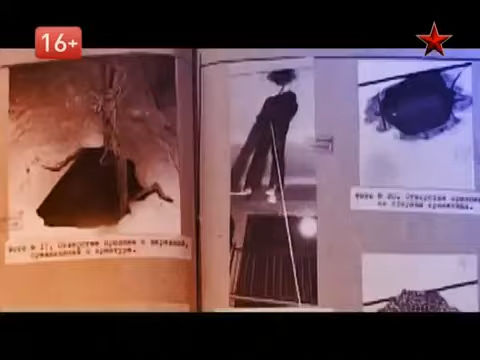 16+
Фото № 17. Отверстие пролома с веревкой,
привязанной к арматуре.
Фото № 20. Отверстие пролома
со стороны